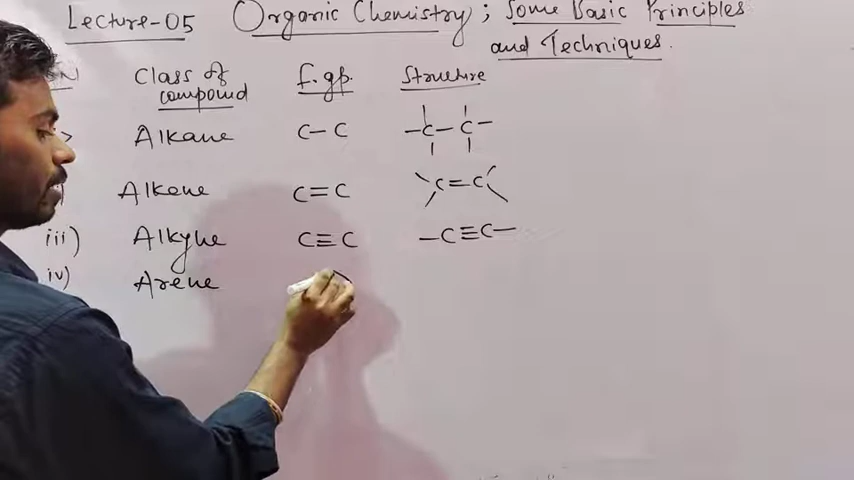 Lecture-05 Organic Chemistry; Some Basic Principles
and Techniques.
N Class of compound f.gp. Structure
> Alkane C-C -C-C-
Alkene C=C C=C
iii) Alkyne C≡C -C≡C-
iv) Arene